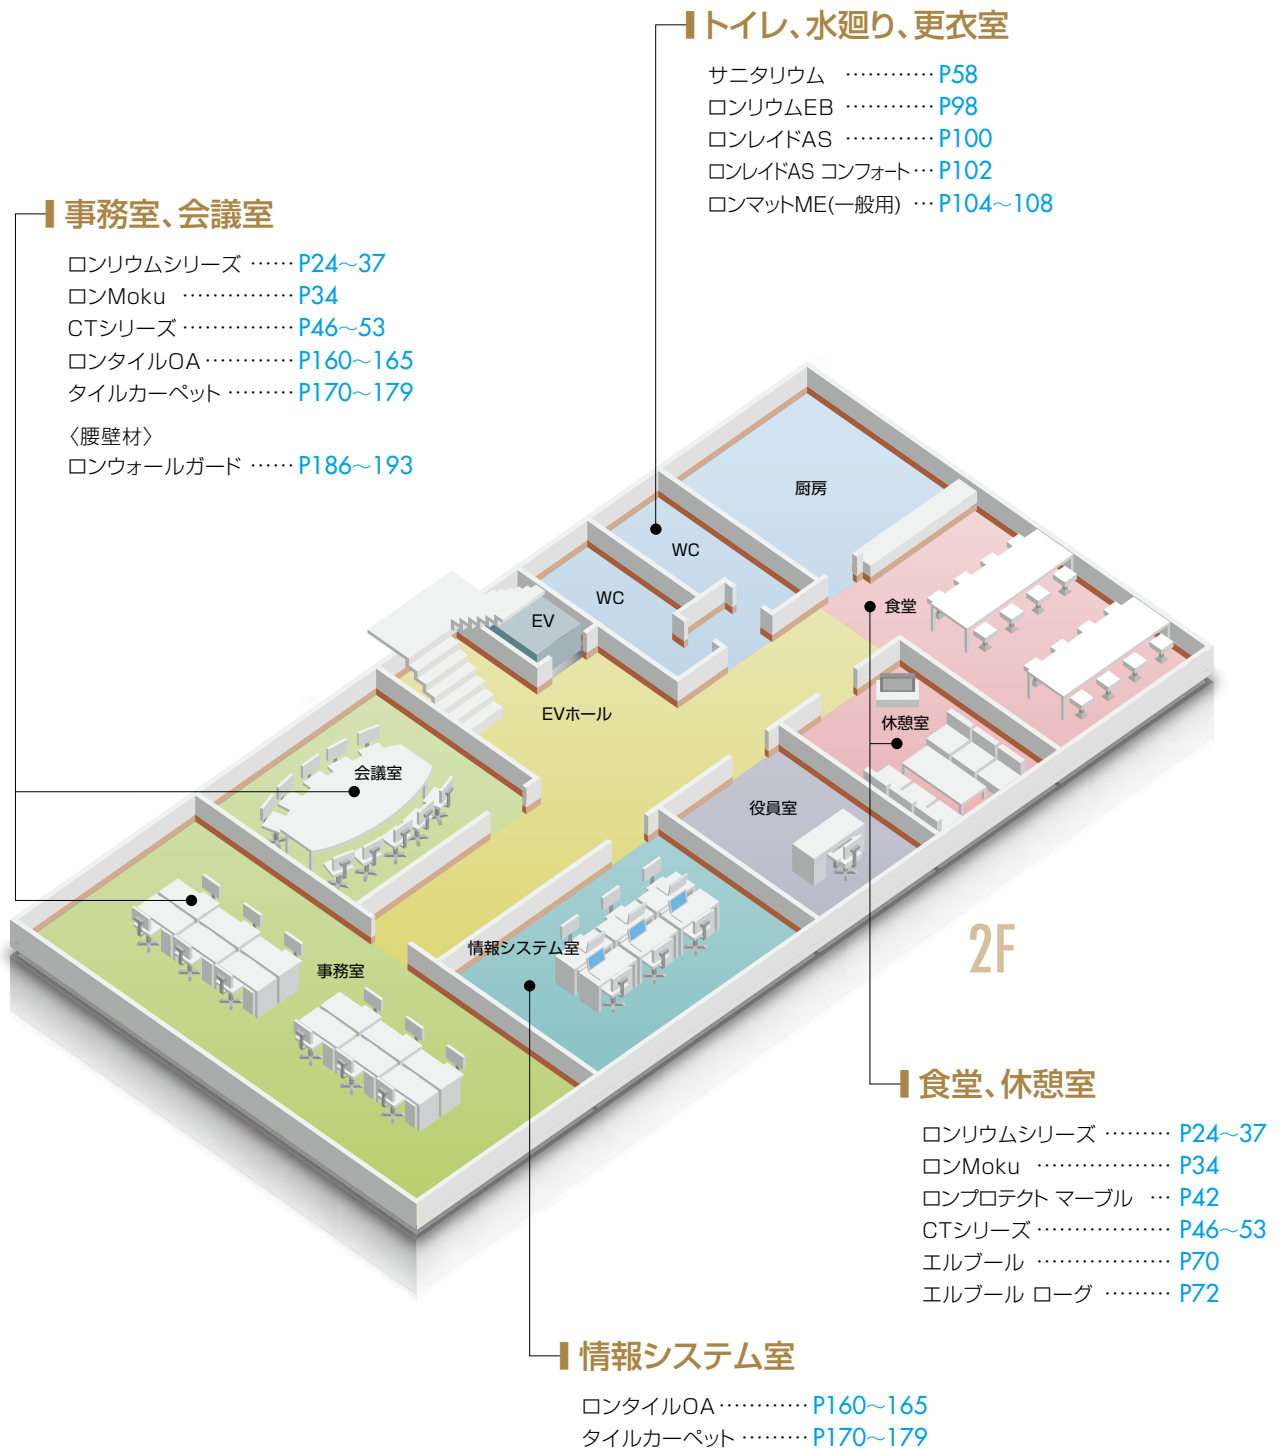 トイレ、水廻り、更衣室
サニタリウム ………… P58
ロンリウムEB ………… P98
ロンレイドAS ………… P100
ロンレイドAS コンフォート… P102
ロンマットME(一般用) … P104〜108
事務室、会議室
ロンリウムシリーズ …… P24〜37
ロンMoku …………… P34
CTシリーズ …………… P46〜53
ロンタイルOA ………… P160〜165
タイルカーペット ……… P170〜179
〈腰壁材〉
ロンウォールガード …… P186〜193
厨房
WC
WC
EV
食堂
EVホール
休憩室
会議室
役員室
情報システム室
事務室
2F
食堂、休憩室
ロンリウムシリーズ ……… P24〜37
ロンMoku ……………… P34
ロンプロテクト マーブル … P42
CTシリーズ ……………… P46〜53
エルブール ……………… P70
エルブール ローグ ……… P72
情報システム室
ロンタイルOA ………… P160〜165
タイルカーペット ……… P170〜179